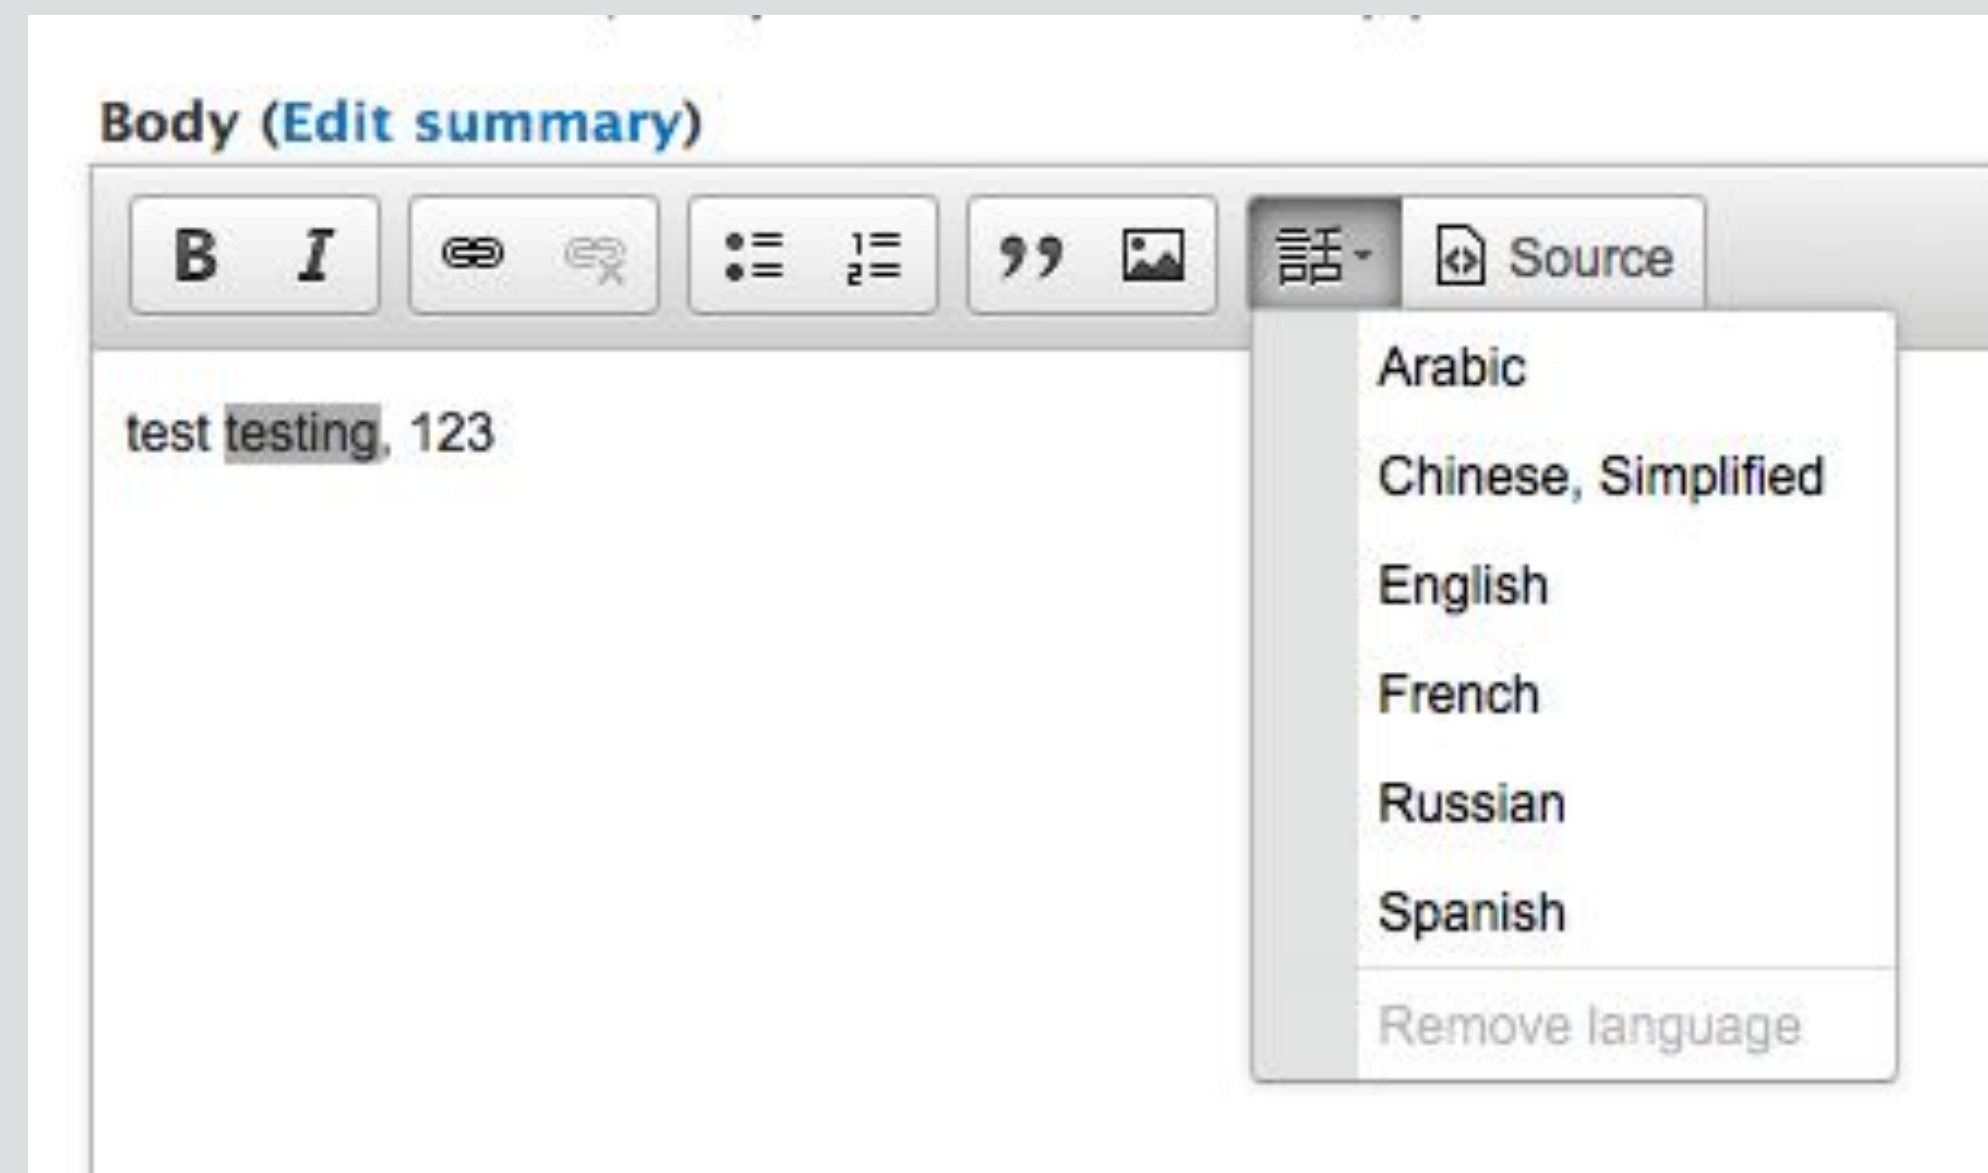 Body (Edit summary)
B I Source
test testing, 123
Arabic
Chinese, Simplified
English
French
Russian
Spanish
Remove language